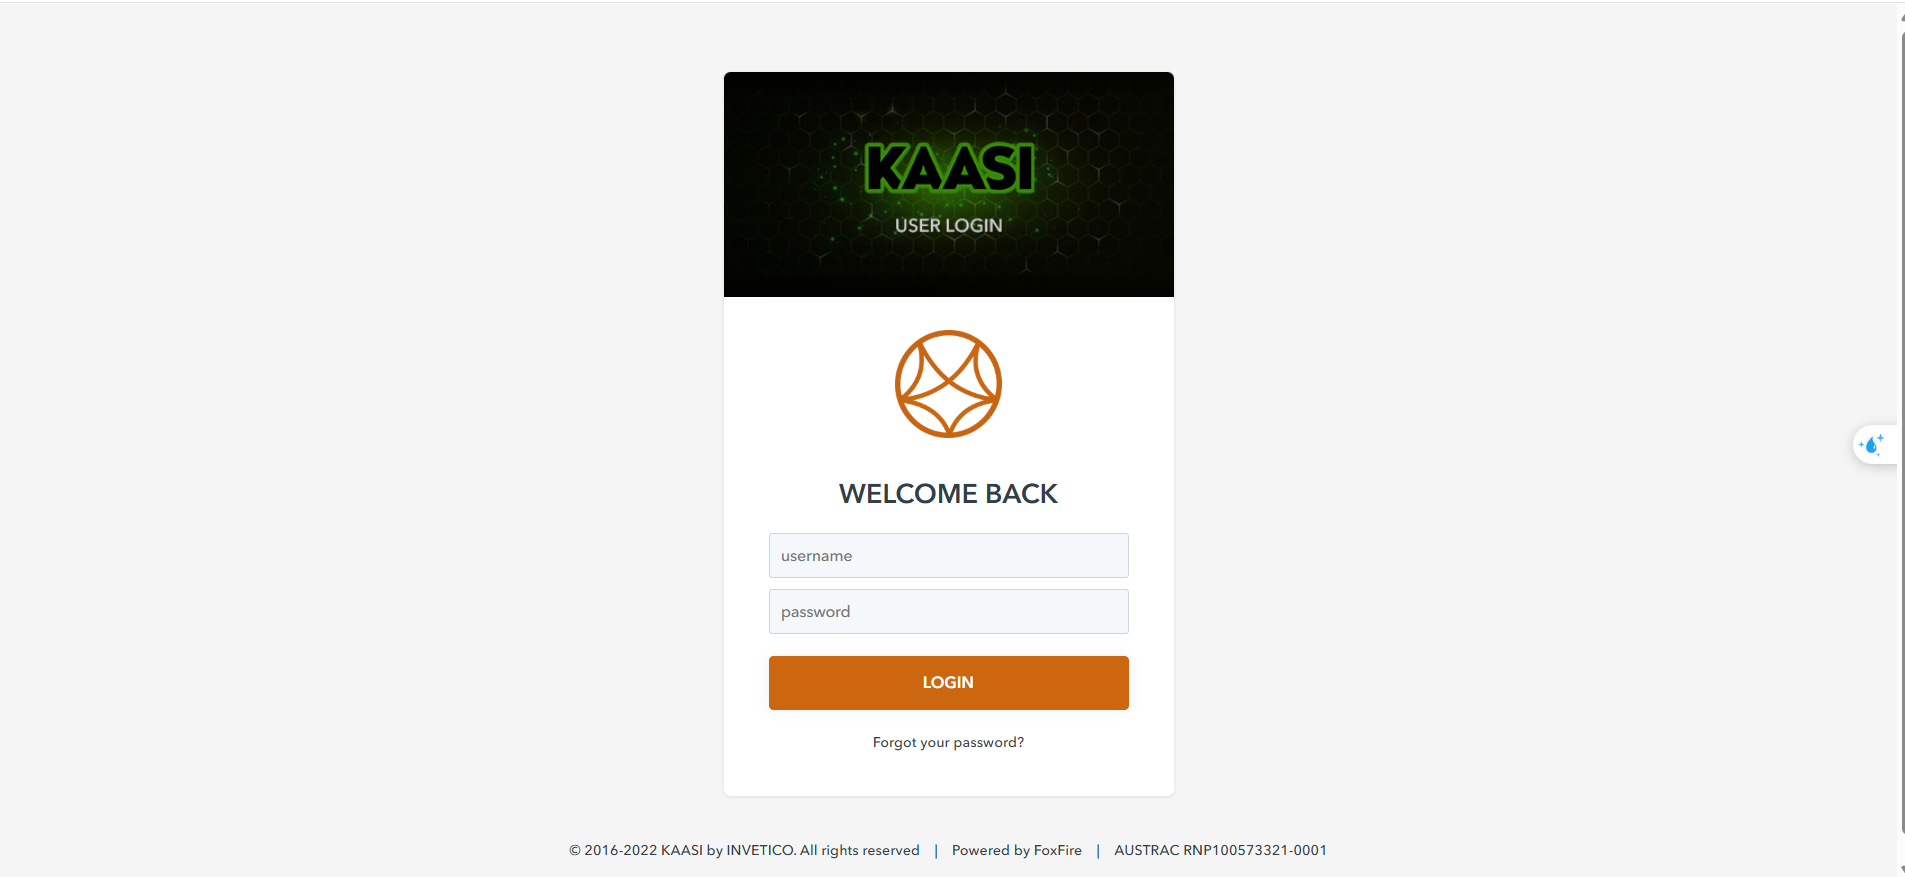 KAASI
USER LOGIN
WELCOME BACK
username
password
LOGIN
Forgot your password?
© 2016-2022 KAASI by INVETICO. All rights reserved | Powered by FoxFire | AUSTRAC RNP100573321-0001